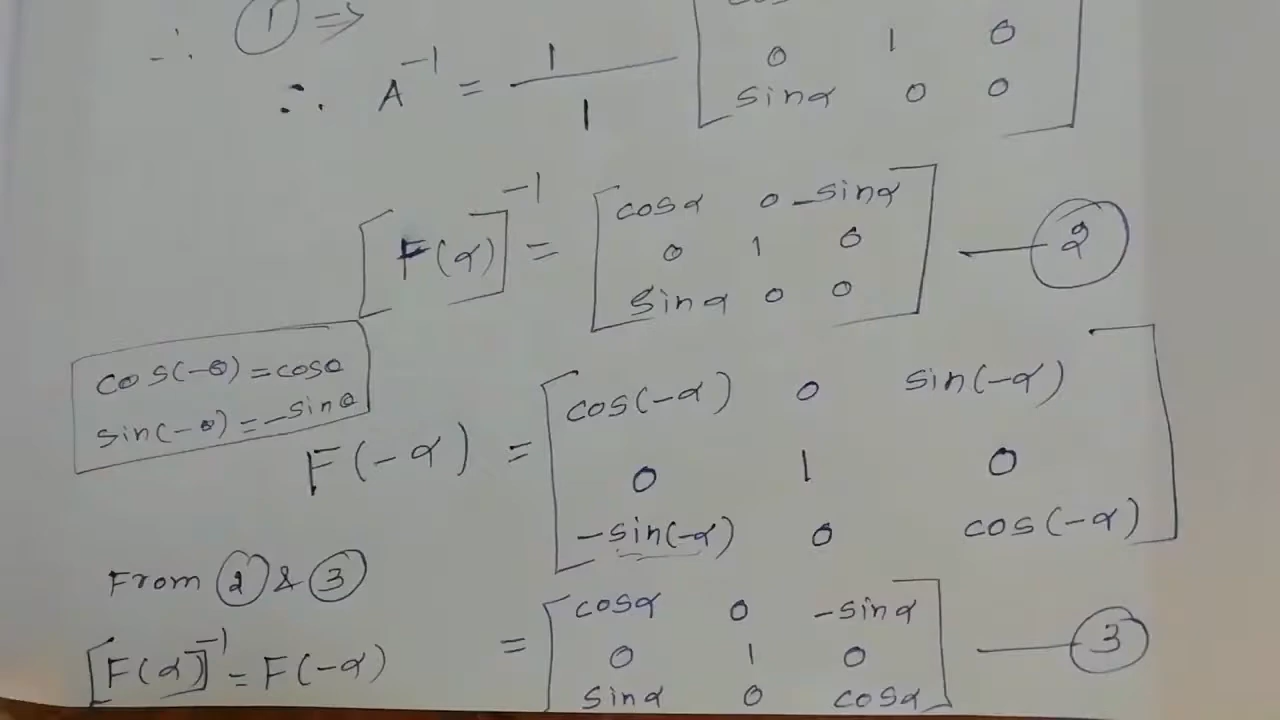 ∴ ① ⇒
∴ A⁻¹ = 1/1 [
0 1 0
sinα 0 0 ]
[F(α)]⁻¹ = [ cosα 0 -sinα
0 1 0
sinα 0 0 ] — ②
cos(-θ) = cosθ
sin(-θ) = -sinθ
F(-α) = [ cos(-α) 0 sin(-α)
0 1 0
-sin(-α) 0 cos(-α) ]
From ② & ③
= [ cosα 0 -sinα
0 1 0
sinα 0 cosα ] — ③
[F(α)]⁻¹ = F(-α)